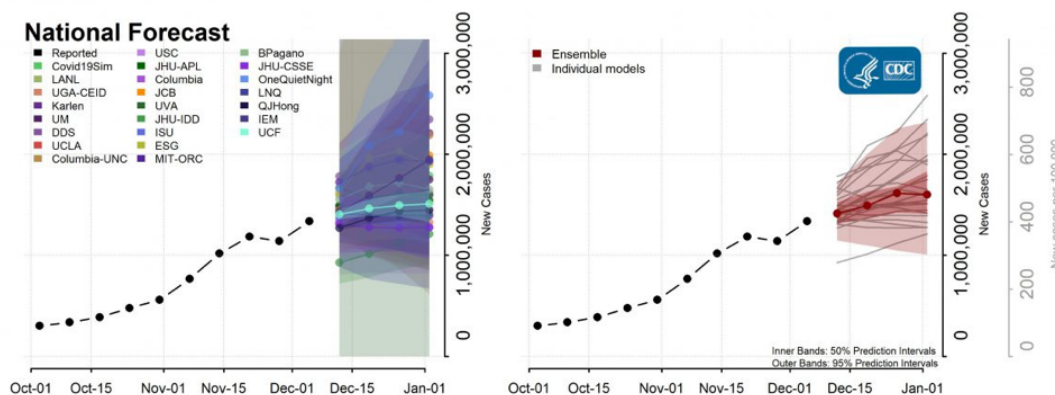 National Forecast
Reported
Covid19Sim
LANL
UGA-CEID
Karlen
UM
DDS
UCLA
Columbia-UNC
USC
JHU-APL
Columbia
JCB
UVA
JHU-IDD
ISU
ESG
MIT-ORC
BPagano
JHU-CSSE
OneQuietNight
LNQ
QJHong
IEM
UCF
3,000,000
2,000,000
1,000,000
0
New Cases
Oct-01 Oct-15 Nov-01 Nov-15 Dec-01 Dec-15 Jan-01
Ensemble
Individual models
CDC
3,000,000
2,000,000
1,000,000
0
New Cases
800
600
400
200
0
New cases per 100,000
Inner Bands: 50% Prediction Intervals
Outer Bands: 95% Prediction Intervals
Oct-01 Oct-15 Nov-01 Nov-15 Dec-01 Dec-15 Jan-01